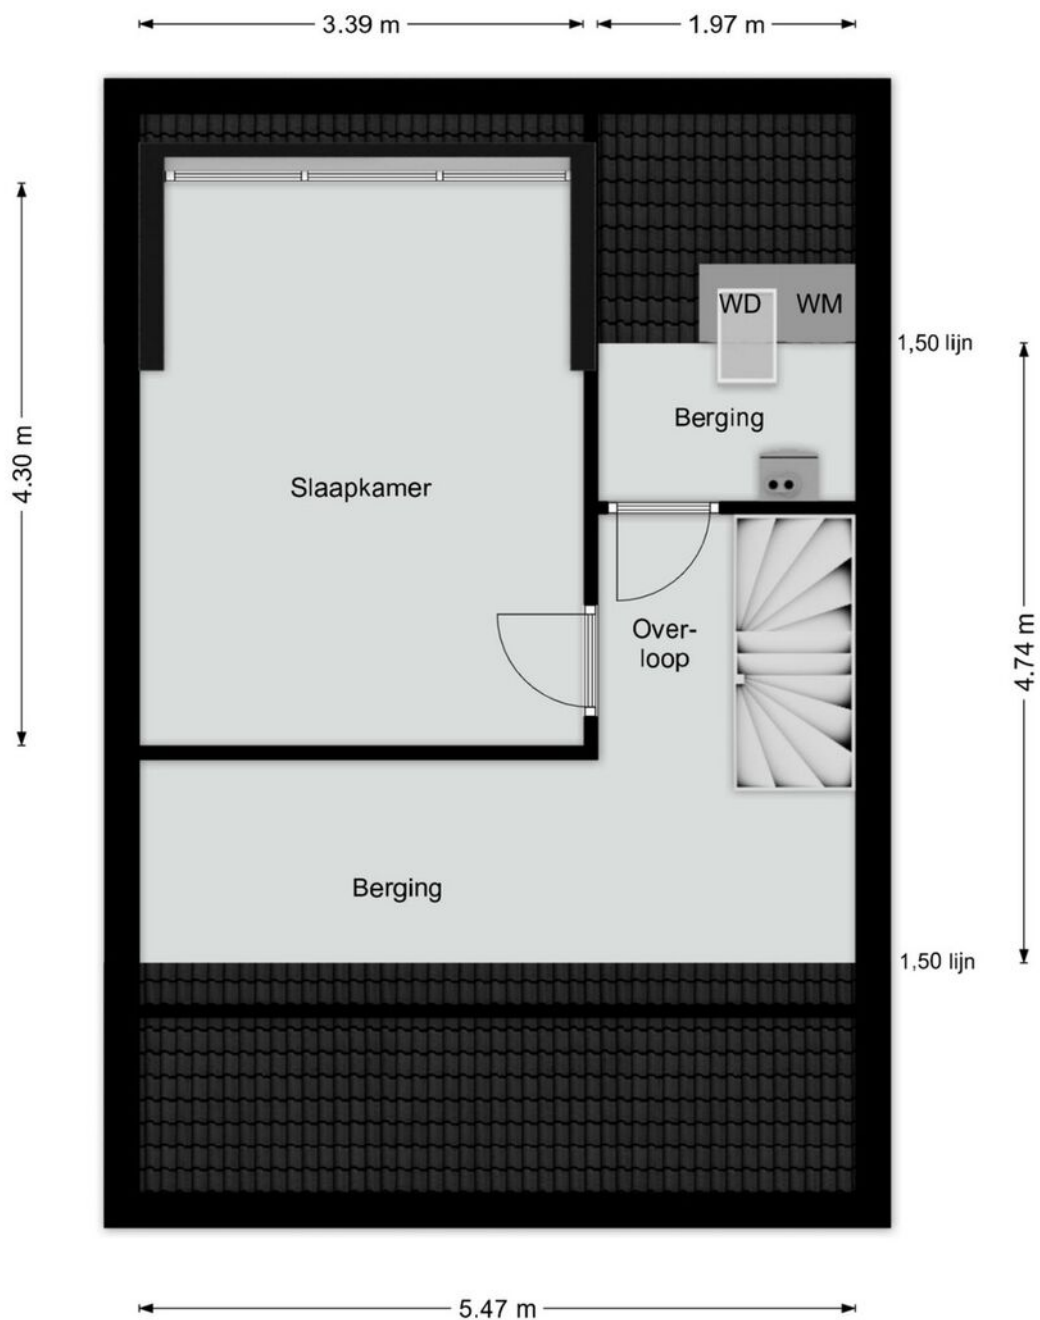 3.39 m
1.97 m
WD
WM
1,50 lijn
Berging
4.30 m
Slaapkamer
Over-
loop
4.74 m
Berging
1,50 lijn
5.47 m